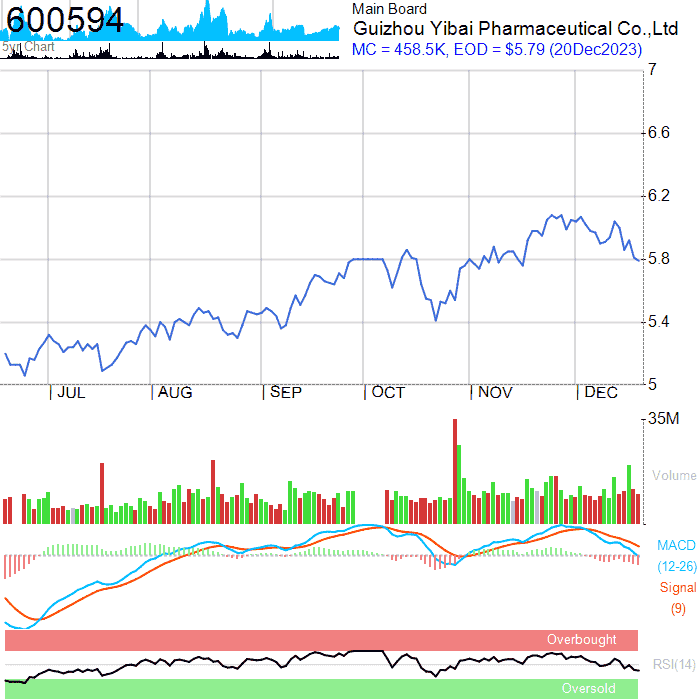 600594
5yr Chart
Main Board
Guizhou Yibai Pharmaceutical Co.,Ltd
MC = 458.5K, EOD = $5.79 (20Dec2023)
7
6.6
6.2
5.8
5.4
5
JUL AUG SEP OCT NOV DEC
35M
Volume
MACD
(12-26)
Signal
(9)
Overbought
RSI(14)
Oversold